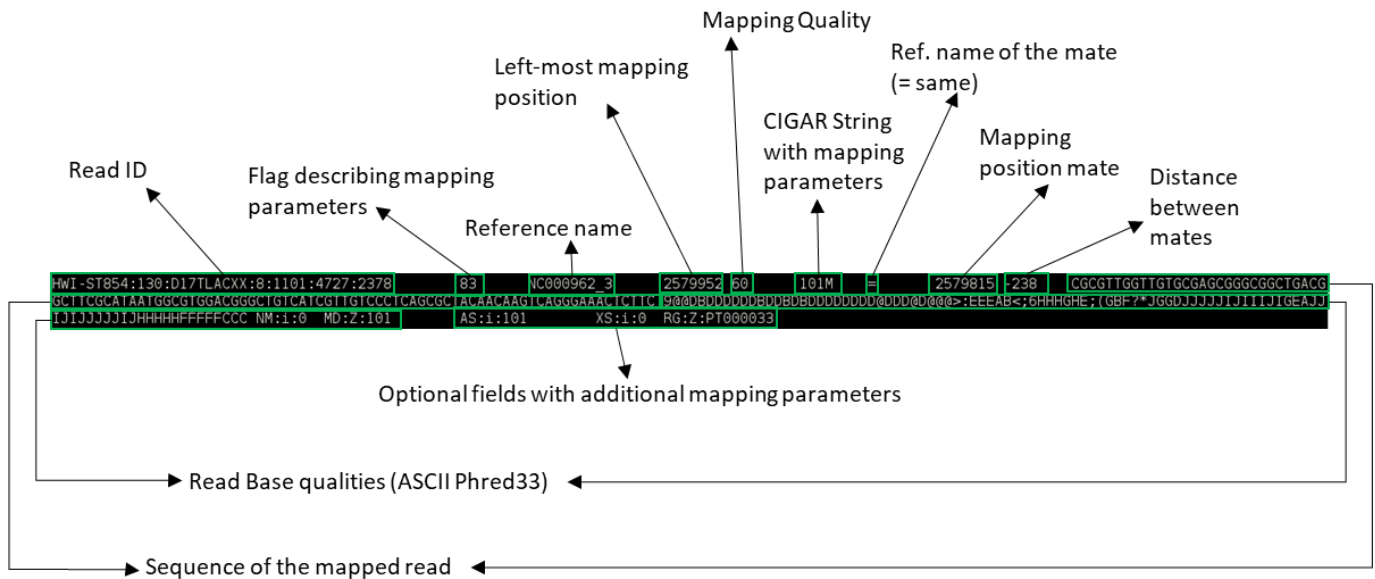 Mapping Quality
Ref. name of the mate
(= same)
Left-most mapping
position
CIGAR String
with mapping
parameters
Mapping
position mate
Read ID
Flag describing mapping
parameters
Distance
between
mates
Reference name
HWI-ST854:130:D17TLACXX:8:1101:4727:2378 83 NC000962_3 2579952 60 101M = 2579815 -238 CGCGTTGGTTGTGCGAGCGGGCGGCTGACG
GCTTCGCATAATGGCGTGGACGGGCTGTCATCGTTGTCCCTCAGCGC ACAACAAGTCAGGGAAACTCTTC 9@@DBDDDDDDBDDBDBDDDDDDDDD@DDD@D@@@>:EEEAB<;6HHHGHE;(GBF?*JGGDJJJJJIJIIIJIGEAJJ
IJIJJJJJIJHHHHHFFFFFCCC NM:i:0 MD:Z:101 AS:i:101 XS:i:0 RG:Z:PT000033
Optional fields with additional mapping parameters
Read Base qualities (ASCII Phred33)
Sequence of the mapped read